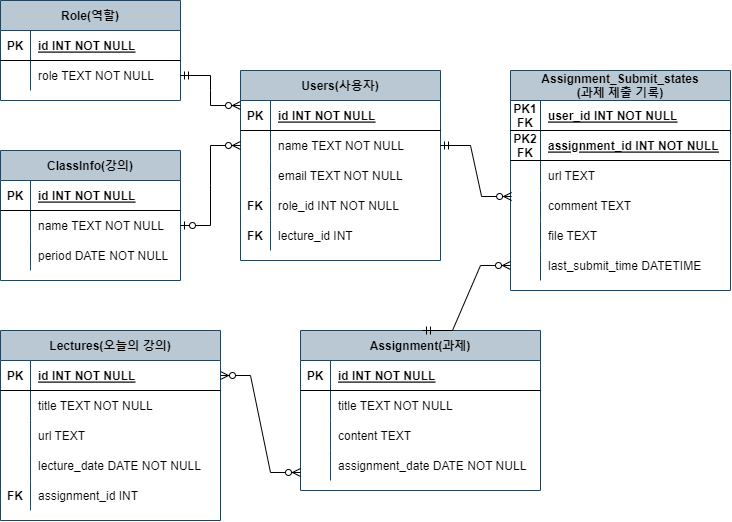 Role(역할)
PK id INT NOT NULL
role TEXT NOT NULL
ClassInfo(강의)
PK id INT NOT NULL
name TEXT NOT NULL
period DATE NOT NULL
Users(사용자)
PK id INT NOT NULL
name TEXT NOT NULL
email TEXT NOT NULL
FK role_id INT NOT NULL
FK lecture_id INT
Assignment_Submit_states
(과제 제출 기록)
PK1
FK user_id INT NOT NULL
PK2
FK assignment_id INT NOT NULL
url TEXT
comment TEXT
file TEXT
last_submit_time DATETIME
Lectures(오늘의 강의)
PK id INT NOT NULL
title TEXT NOT NULL
url TEXT
lecture_date DATE NOT NULL
FK assignment_id INT
Assignment(과제)
PK id INT NOT NULL
title TEXT NOT NULL
content TEXT
assignment_date DATE NOT NULL